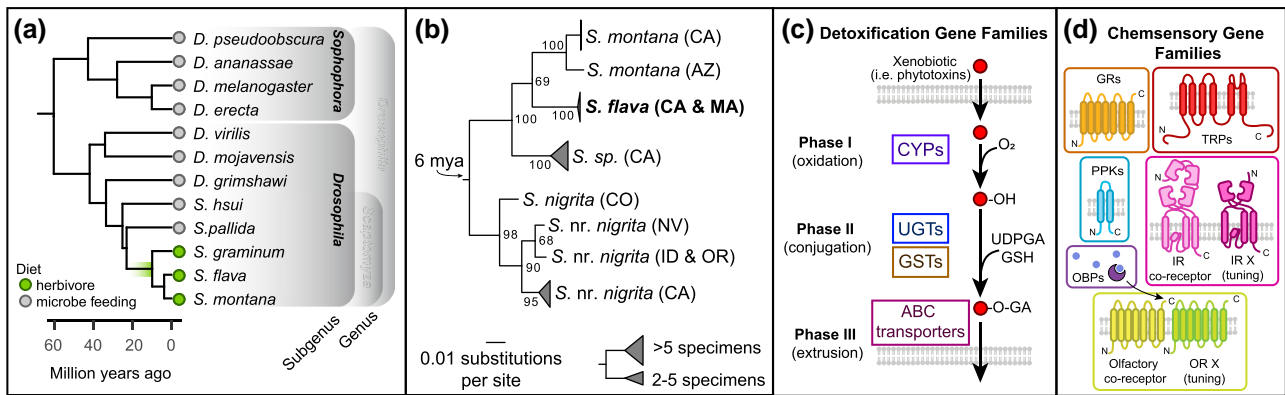 (a)
D. pseudoobscura
D. ananassae
D. melanogaster
D. erecta
D. virilis
D. mojavensis
D. grimshawi
S. hsui
S.pallida
S. graminum
S. flava
S. montana
Sophophora
Drosophila
Drosophila
Scaptomyza
Subgenus
Genus
Diet
herbivore
microbe feeding
60 40 20 0
Million years ago
(b)
S. montana (CA)
100
S. montana (AZ)
69
S. flava (CA & MA)
100
100
S. sp. (CA)
100
6 mya
S. nigrita (CO)
S. nr. nigrita (NV)
98
68
S. nr. nigrita (ID & OR)
90
S. nr. nigrita (CA)
95
0.01 substitutions
per site
>5 specimens
2-5 specimens
(c) Detoxification Gene Families
Xenobiotic
(i.e. phytotoxins)
Phase I
(oxidation)
CYPs
O₂
-OH
Phase II
(conjugation)
UGTs
GSTs
UDPGA
GSH
ABC
transporters
-O-GA
Phase III
(extrusion)
(d) Chemsensory Gene
Families
GRs
C
N
TRPs
N
C
PPKs
N
C
N
IR
co-receptor
C
N
IR X
(tuning)
C
OBPs
C
C
N
N
Olfactory
co-receptor
OR X
(tuning)